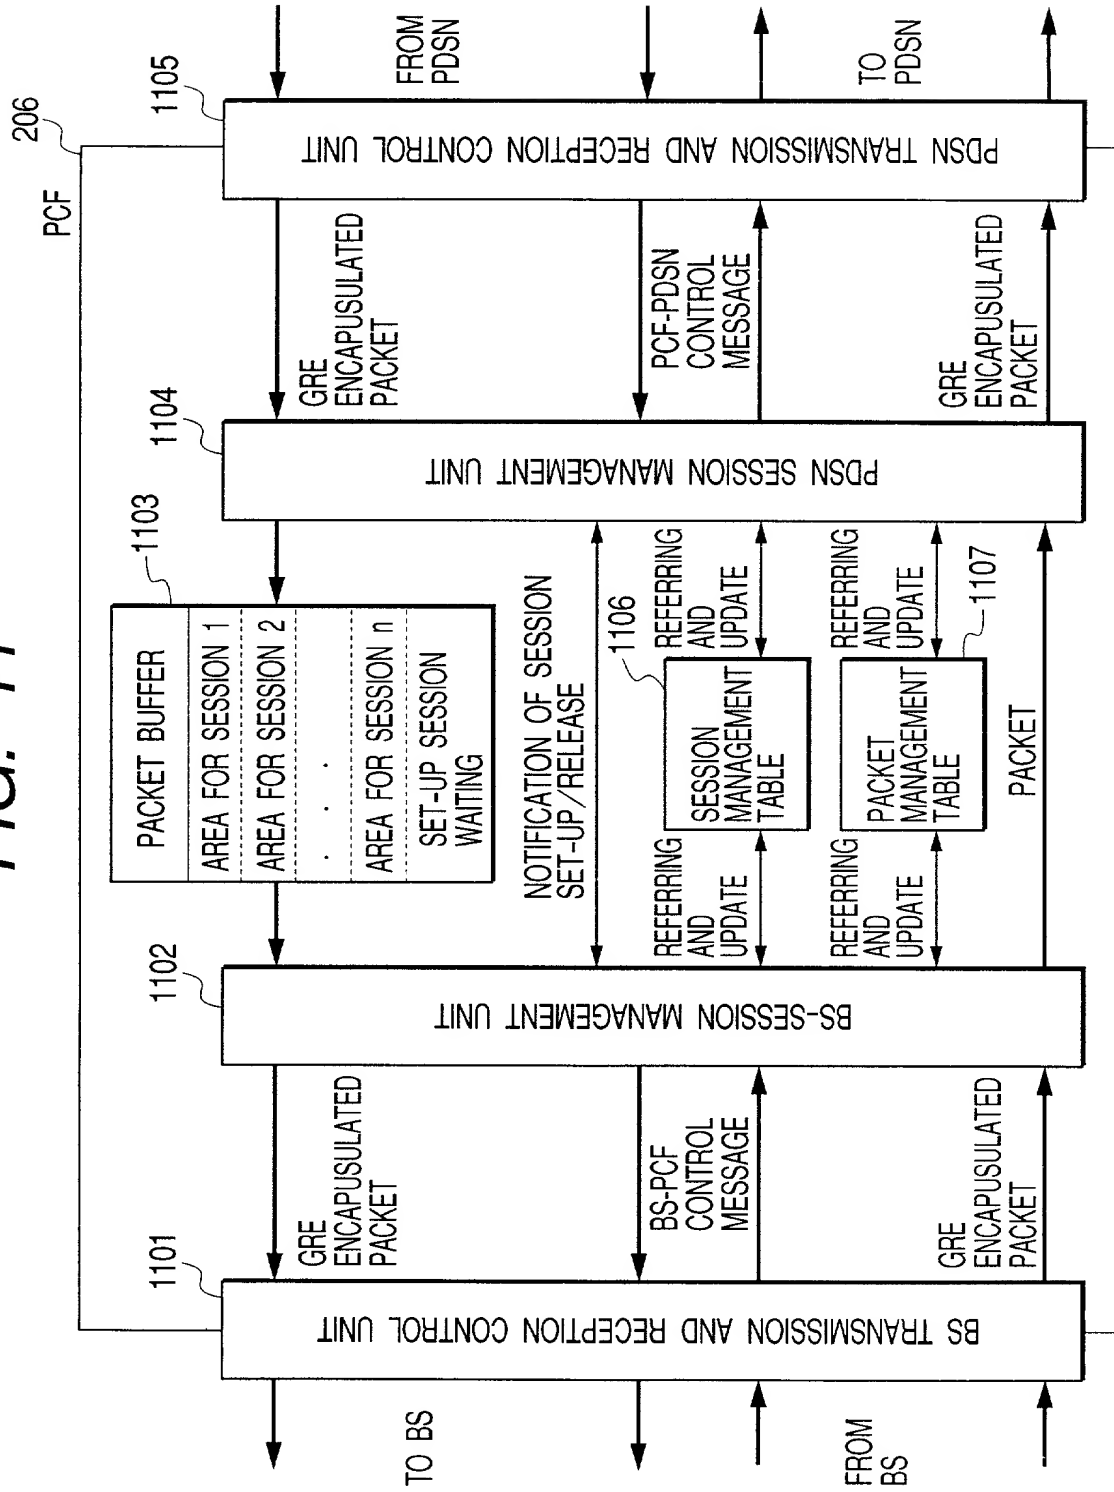 FIG. 11
206
PCF
1101
1102
1103
1104
1105
TO BS
FROM
BS
BS TRANSMISSION AND RECEPTION CONTROL UNIT
GRE
ENCAPUSULATED
PACKET
BS-PCF
CONTROL
MESSAGE
GRE
ENCAPUSULATED
PACKET
BS-SESSION MANAGEMENT UNIT
PACKET BUFFER
AREA FOR SESSION 1
AREA FOR SESSION 2
. . .
AREA FOR SESSION n
SET-UP SESSION
WAITING
NOTIFICATION OF SESSION
SET-UP/RELEASE
REFERRING
AND
UPDATE
1106
SESSION
MANAGEMENT
TABLE
REFERRING
AND
UPDATE
REFERRING
AND
UPDATE
PACKET
MANAGEMENT
TABLE
1107
REFERRING
AND
UPDATE
PACKET
PDSN SESSION MANAGEMENT UNIT
GRE
ENCAPUSULATED
PACKET
PCF-PDSN
CONTROL
MESSAGE
GRE
ENCAPUSULATED
PACKET
PDSN TRANSMISSION AND RECEPTION CONTROL UNIT
FROM
PDSN
TO
PDSN